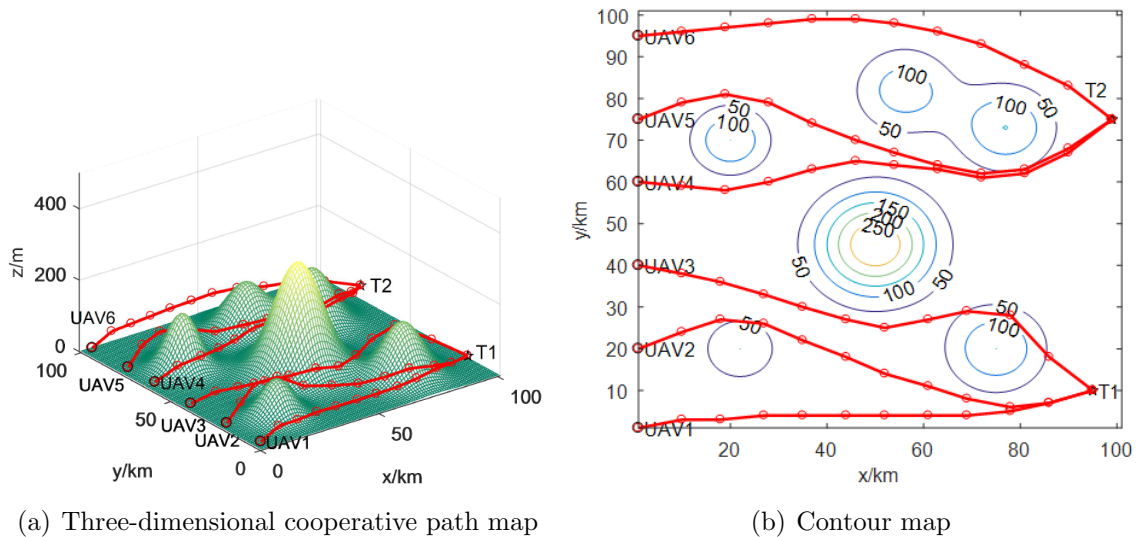 400
200
0
z/m
UAV6
UAV5
UAV4
UAV3
UAV2
UAV1
T2
T1
100
50
0
y/km
0
50
100
x/km
(a) Three-dimensional cooperative path map
100
90
80
70
60
50
40
30
20
10
y/km
UAV6
UAV5
UAV4
UAV3
UAV2
UAV1
T2
T1
100
50
100
50
50
100
50
150
200
250
50
100
50
50
50
100
20
40
60
80
100
x/km
(b) Contour map